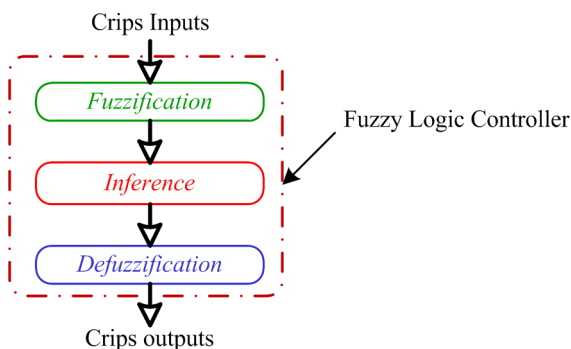 Crips Inputs
Fuzzification
Fuzzy Logic Controller
Inference
Defuzzification
Crips outputs